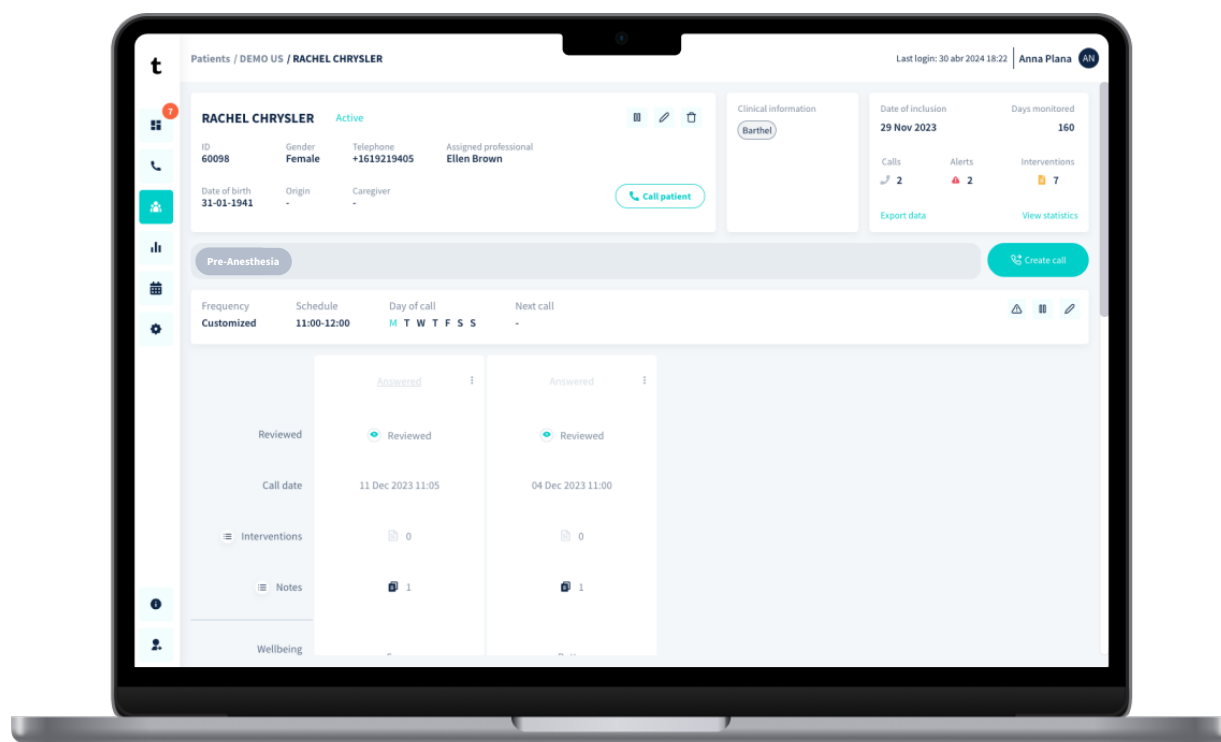 t
Patients / DEMO US / RACHEL CHRYSLER
Last login: 30 abr 2024 18:22
Anna Plana
AN
7
RACHEL CHRYSLER Active
ID Gender Telephone Assigned professional
60098 Female +1619219405 Ellen Brown
Date of birth Origin Caregiver
31-01-1941 - -
Call patient
Clinical information
Barthel
Date of inclusion Days monitored
29 Nov 2023 160
Calls Alerts Interventions
2 2 7
Export data View statistics
Pre-Anesthesia
Create call
Frequency Schedule Day of call Next call
Customized 11:00-12:00 M T W T F S S -
Answered Answered
Reviewed Reviewed Reviewed
Call date 11 Dec 2023 11:05 04 Dec 2023 11:00
Interventions 0 0
Notes 1 1
Wellbeing